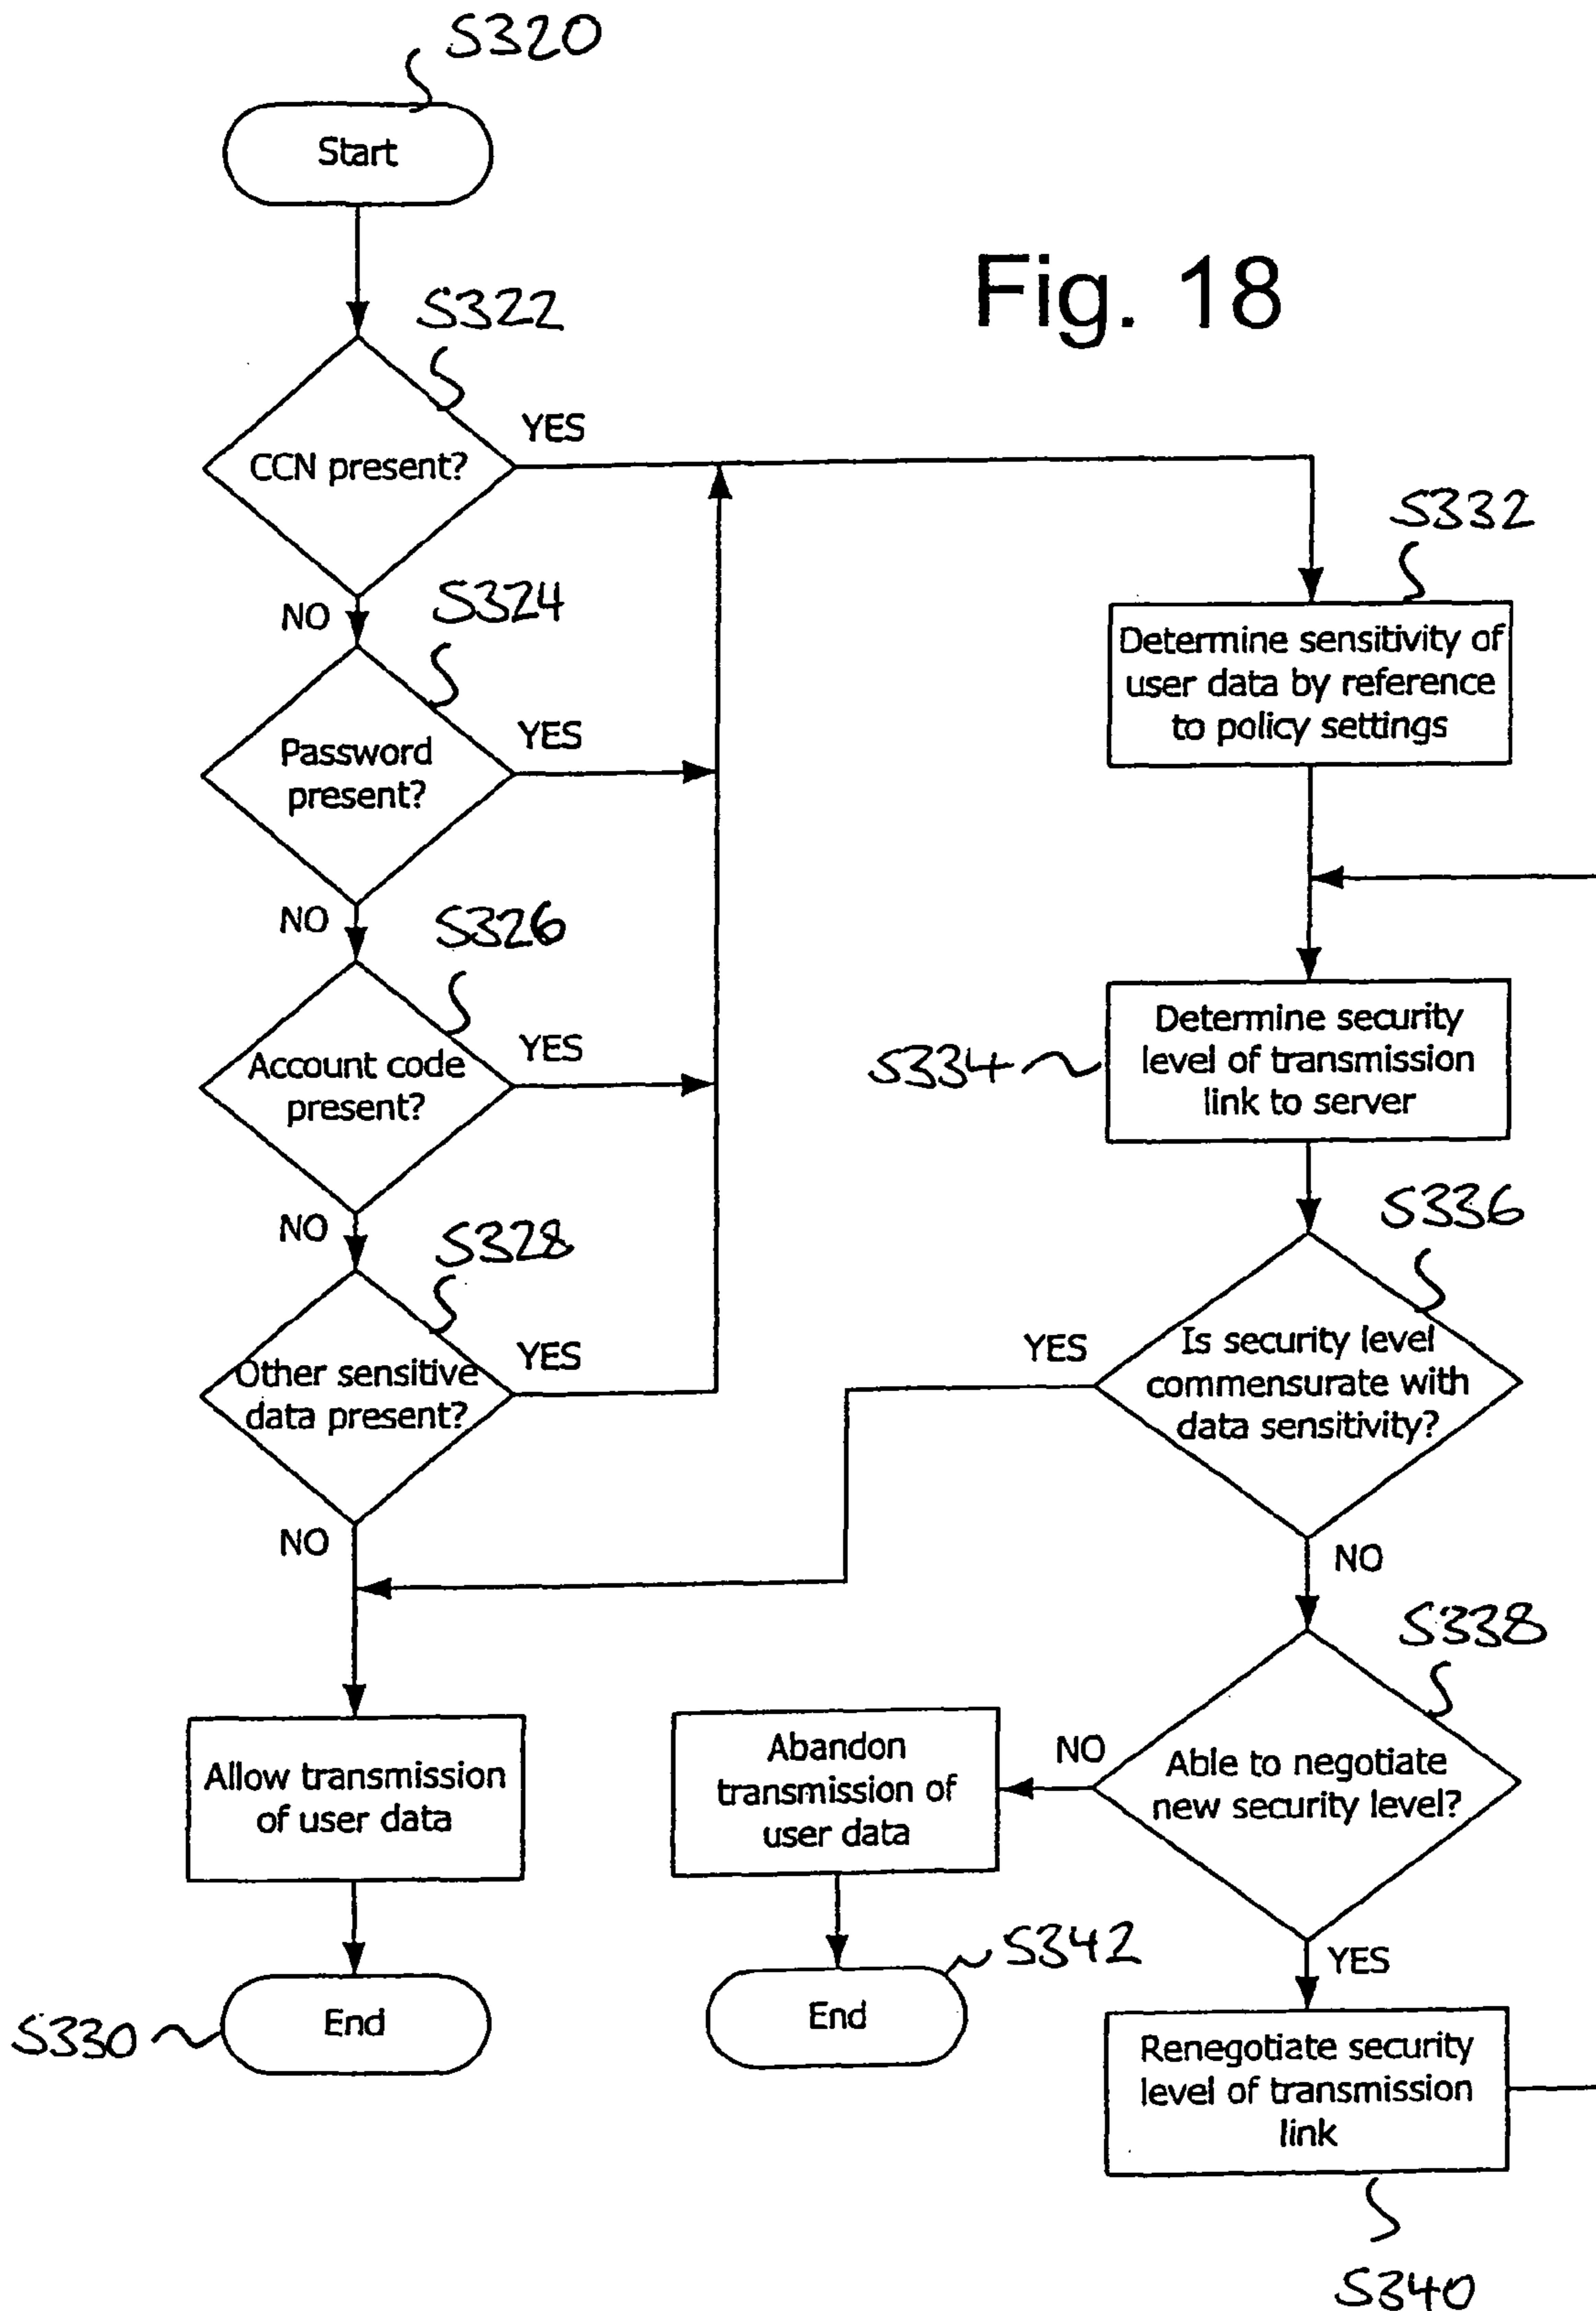 S320
Start
Fig. 18
S322
CCN present?
YES
NO
S324
Password
present?
YES
NO
S326
Account code
present?
YES
NO
S328
Other sensitive
data present?
YES
NO
Allow transmission
of user data
End
S330
S332
Determine sensitivity of
user data by reference
to policy settings
S334
Determine security
level of transmission
link to server
S336
Is security level
commensurate with
data sensitivity?
YES
NO
S338
Able to negotiate
new security level?
NO
Abandon
transmission of
user data
End
S342
YES
Renegotiate security
level of transmission
link
S340